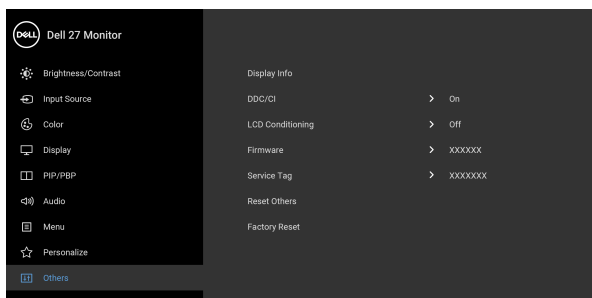 DELL Dell 27 Monitor
Brightness/Contrast
Display Info
Input Source
DDC/CI > On
Color
LCD Conditioning > Off
Display
Firmware > XXXXXX
PIP/PBP
Service Tag > XXXXXXX
Audio
Reset Others
Menu
Factory Reset
Personalize
Others